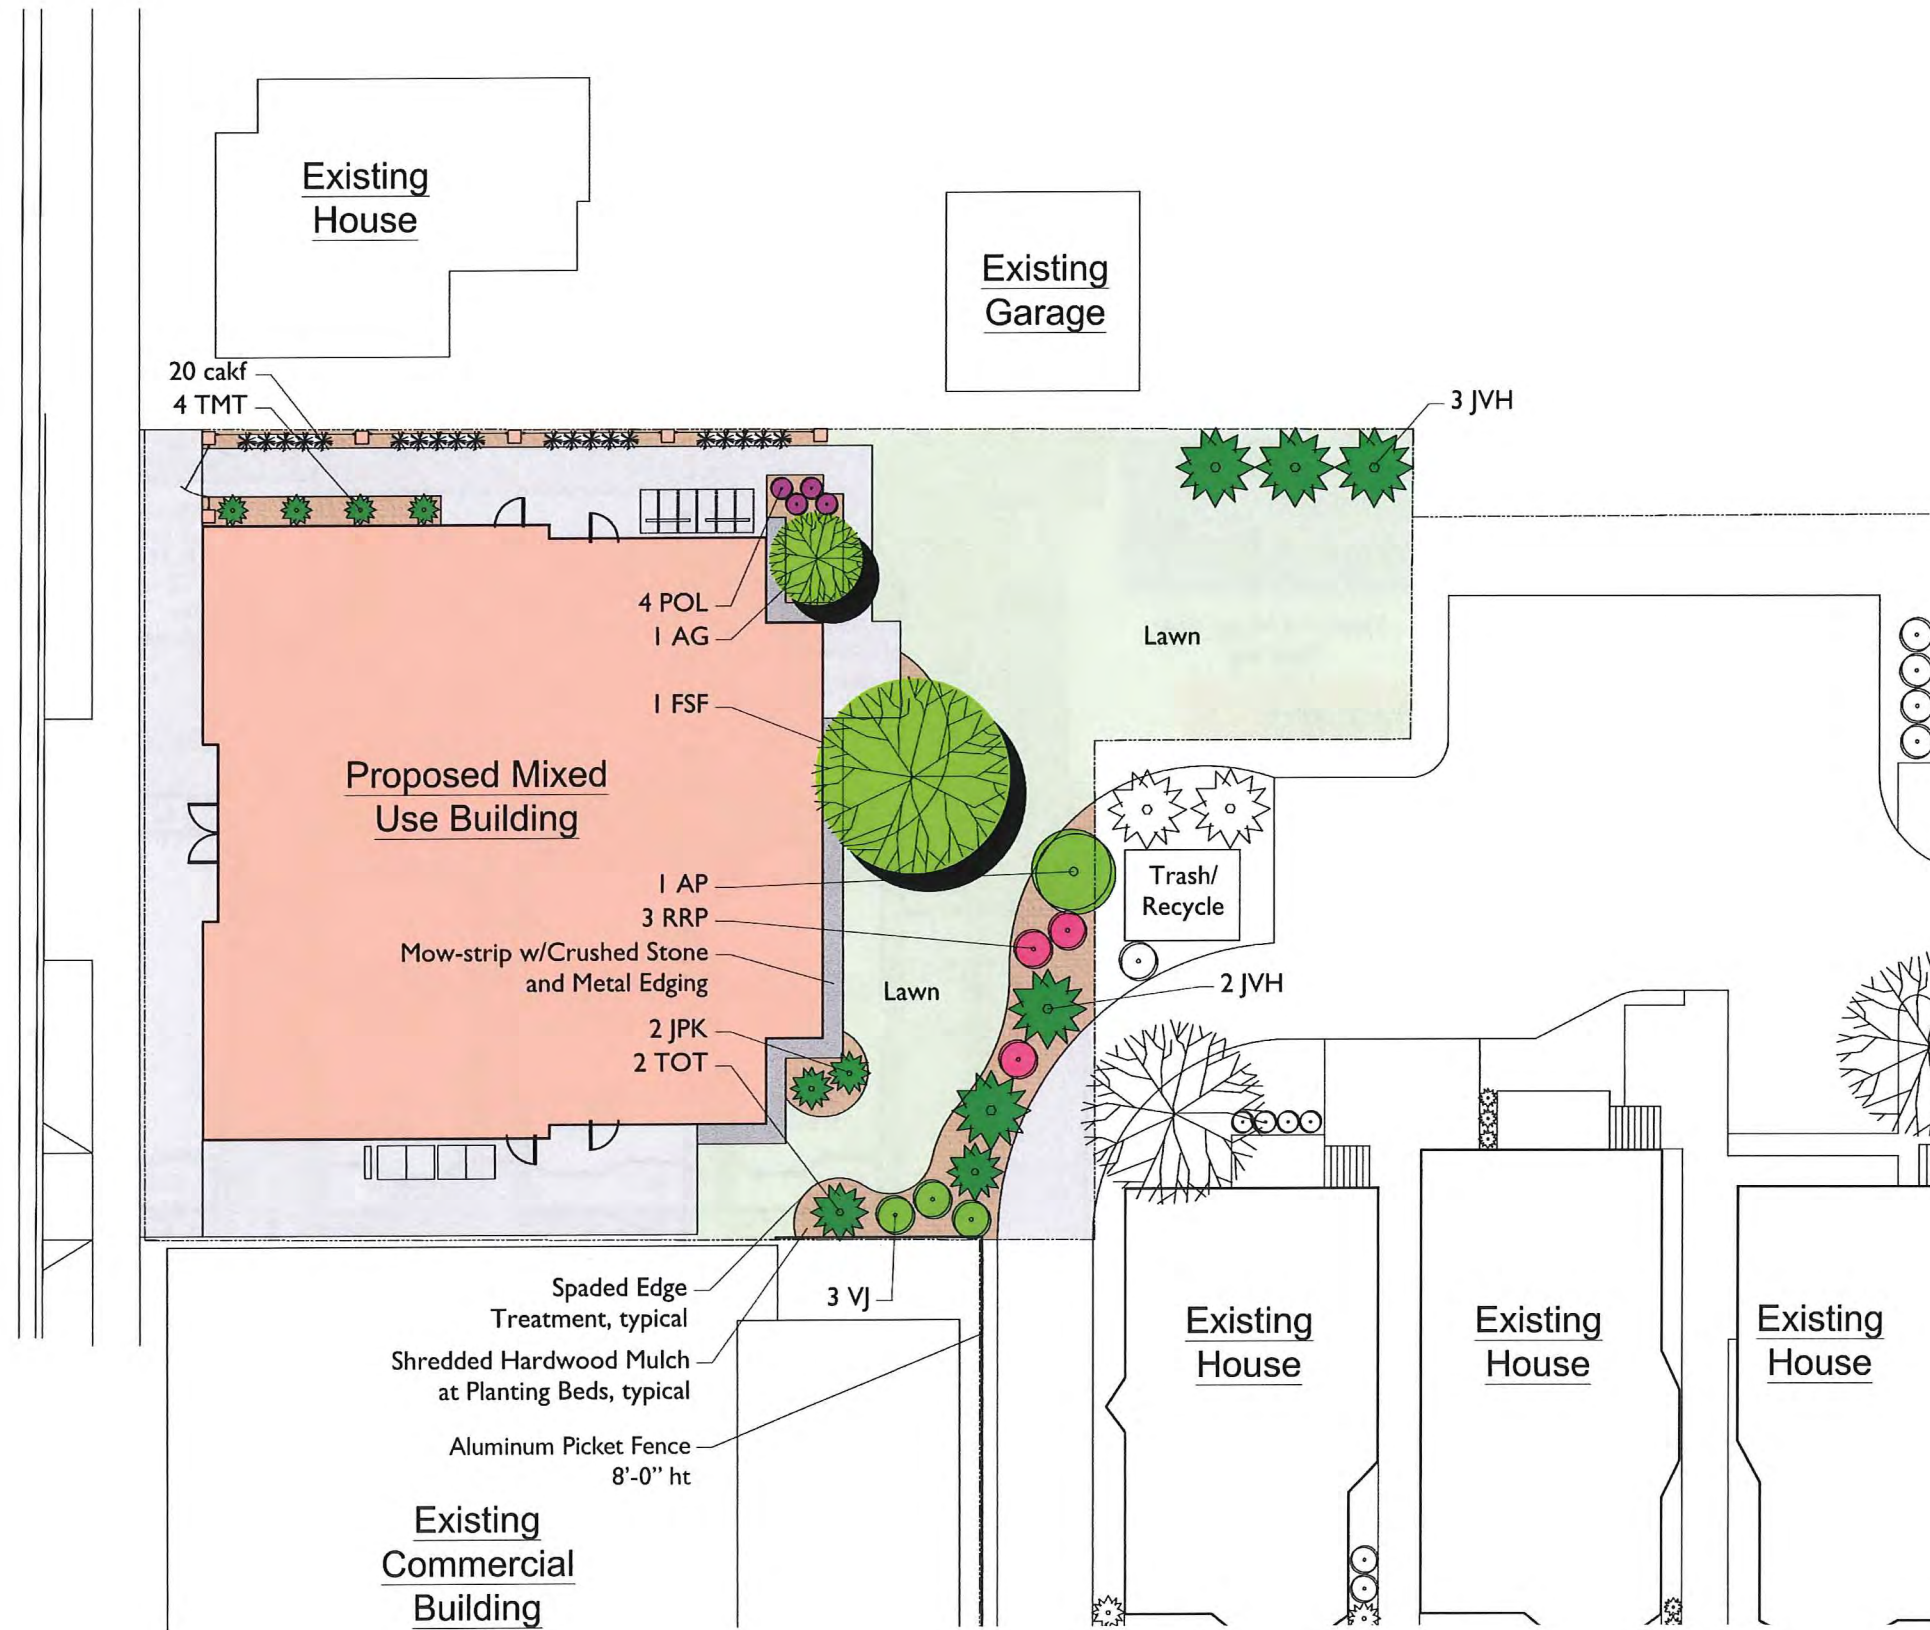 Existing
House
Existing
Garage
20 cakf
4 TMT
3 JVH
4 POL
1 AG
Lawn
1 FSF
Proposed Mixed
Use Building
1 AP
3 RRP
Trash/
Recycle
Mow-strip w/Crushed Stone
and Metal Edging
Lawn
2 JVH
2 JPK
2 TOT
Spaded Edge
Treatment, typical
3 VJ
Shredded Hardwood Mulch
at Planting Beds, typical
Aluminum Picket Fence
8'-0" ht
Existing
House
Existing
House
Existing
House
Existing
Commercial
Building